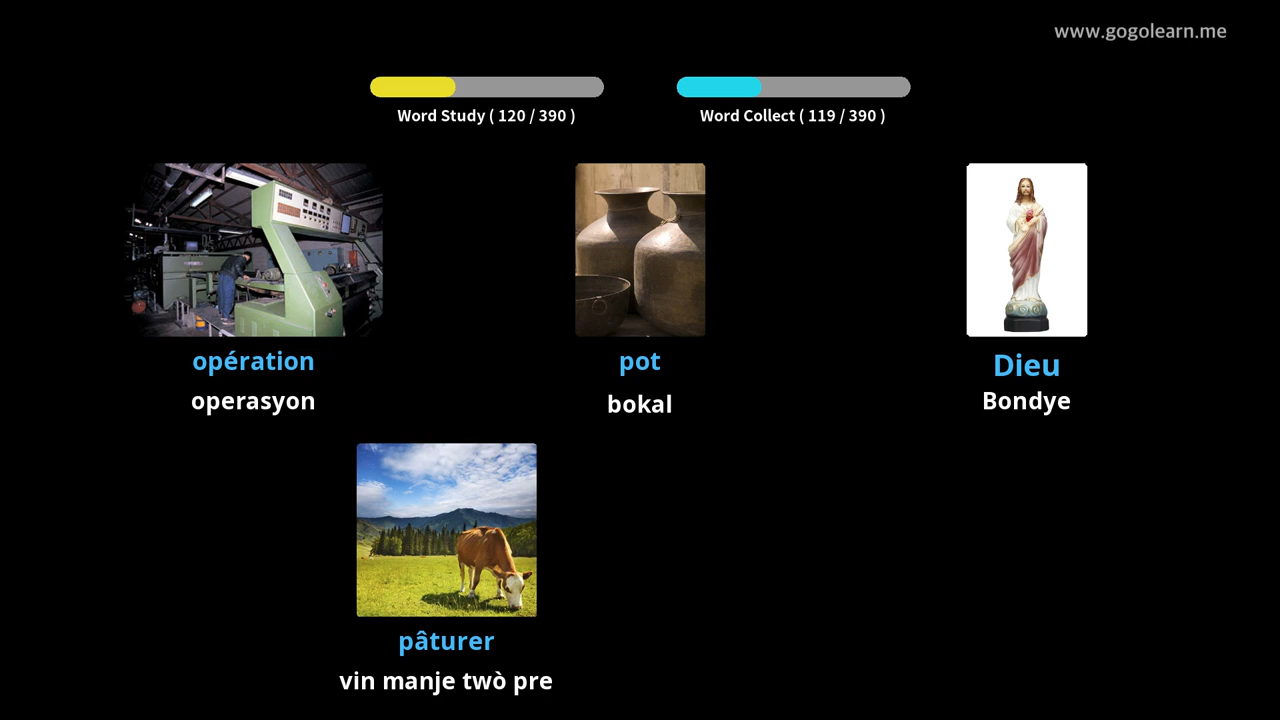 www.gogolearn.me
Word Study ( 120 / 390 )
Word Collect ( 119 / 390 )
opération
operasyon
pot
bokal
Dieu
Bondye
pâturer
vin manje twò pre